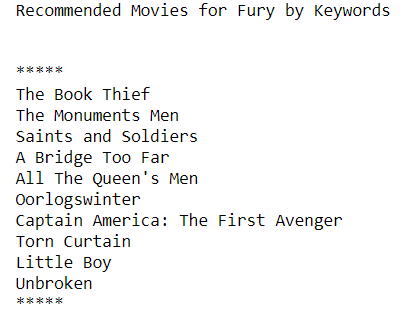 Recommended Movies for Fury by Keywords
*****
The Book Thief
The Monuments Men
Saints and Soldiers
A Bridge Too Far
All The Queen's Men
Oorlogswinter
Captain America: The First Avenger
Torn Curtain
Little Boy
Unbroken
*****